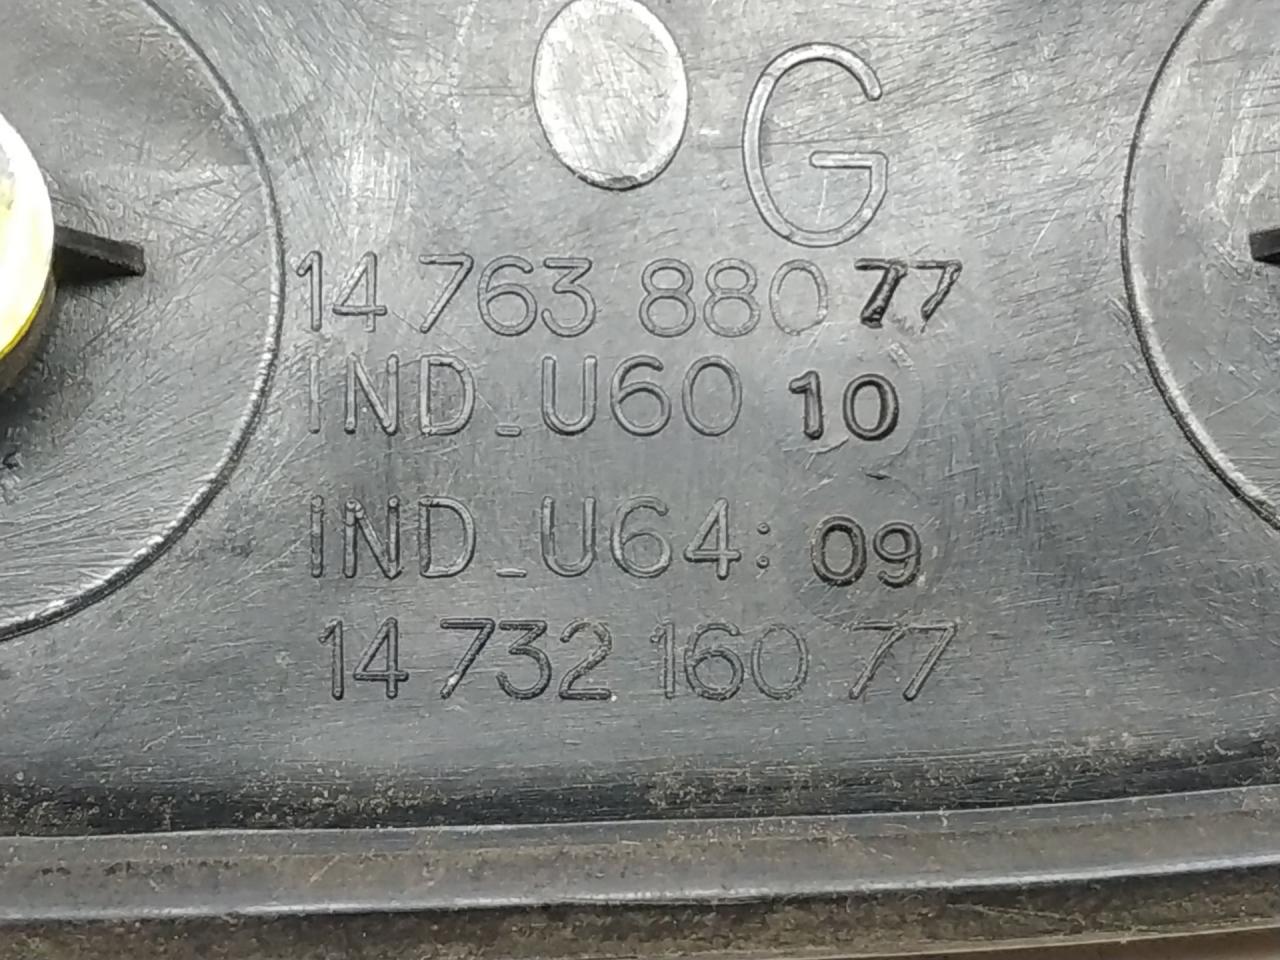 G
14 763 880 77
IND_U60 10
IND_U64: 09
14 732 160 77